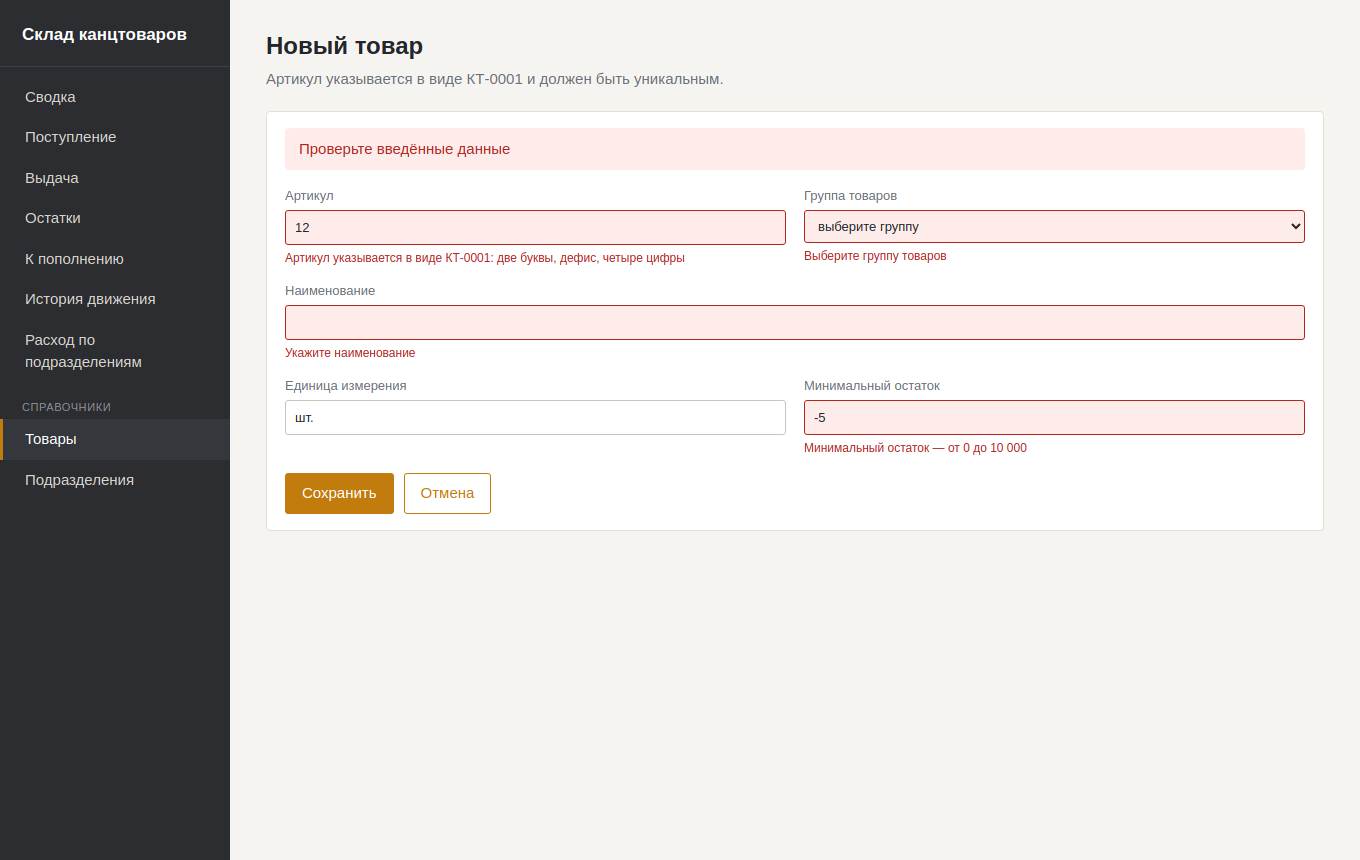 Склад канцтоваров
Сводка
Поступление
Выдача
Остатки
К пополнению
История движения
Расход по
подразделениям
СПРАВОЧНИКИ
Товары
Подразделения
Новый товар
Артикул указывается в виде КТ-0001 и должен быть уникальным.
Проверьте введённые данные
Артикул
12
Артикул указывается в виде КТ-0001: две буквы, дефис, четыре цифры
Группа товаров
выберите группу
Выберите группу товаров
Наименование
Укажите наименование
Единица измерения
шт.
Минимальный остаток
-5
Минимальный остаток — от 0 до 10 000
Сохранить
Отмена